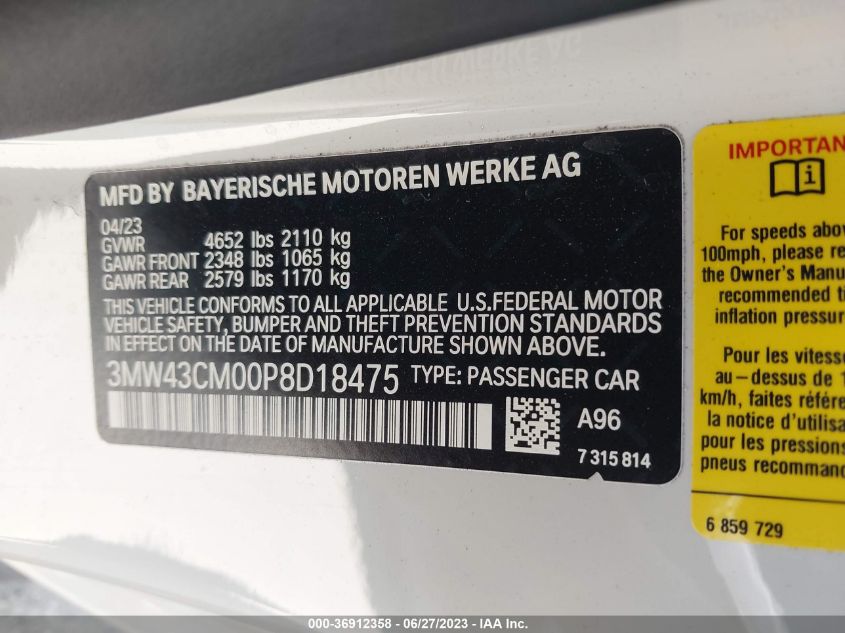 MFD BY BAYERISCHE MOTOREN WERKE AG
04/23
GVWR 4652 lbs 2110 kg
GAWR FRONT 2348 lbs 1065 kg
GAWR REAR 2579 lbs 1170 kg
THIS VEHICLE CONFORMS TO ALL APPLICABLE U.S.FEDERAL MOTOR
VEHICLE SAFETY, BUMPER AND THEFT PREVENTION STANDARDS
IN EFFECT ON THE DATE OF MANUFACTURE SHOWN ABOVE.
3MW43CM00P8D18475 TYPE: PASSENGER CAR
A96
7 315 814
IMPORTAN
i
For speeds abov
100mph, please re
the Owner's Manu
recommended ti
inflation pressur
Pour les vitesse
au-dessus de 1
km/h, faites référe
la notice d'utilisa
pour les pressions
pneus recommand
6 859 729
000-36912358 - 06/27/2023 - IAA Inc.